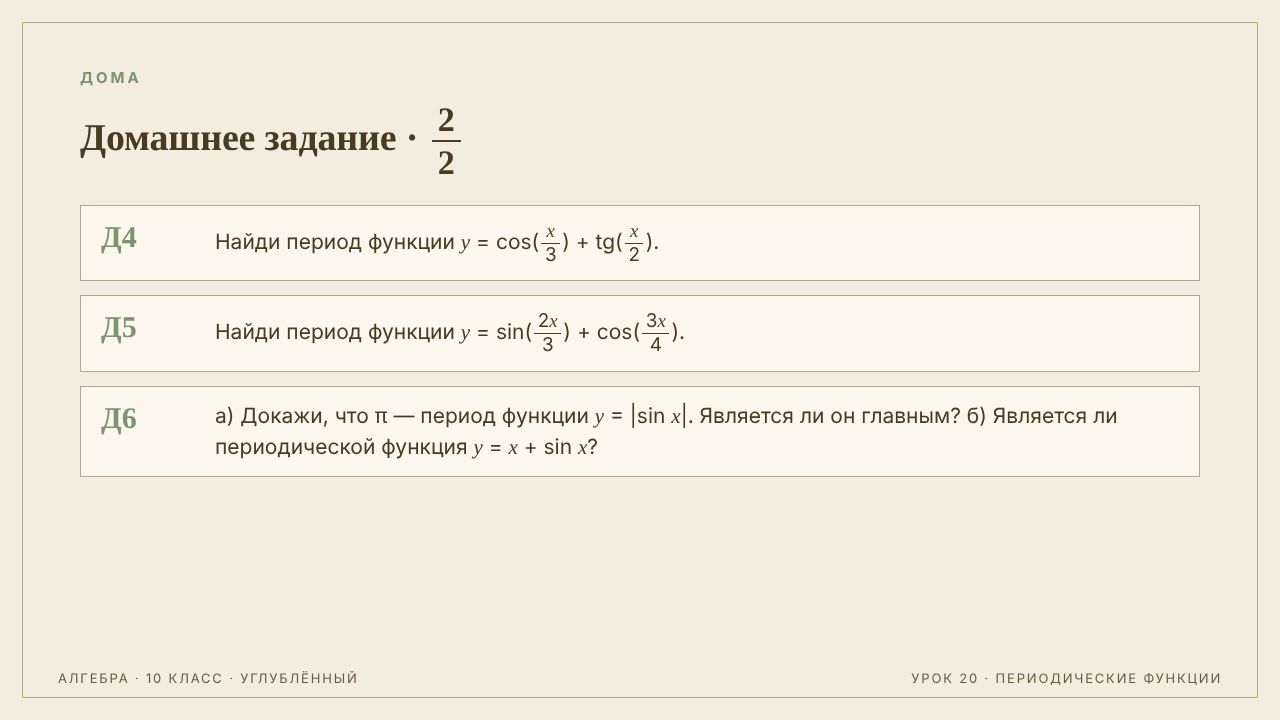 ДОМА
Домашнее задание · 2/2
Д4
Найди период функции y = cos(x/3) + tg(x/2).
Д5
Найди период функции y = sin(2x/3) + cos(3x/4).
Д6
а) Докажи, что π — период функции y = |sin x|. Является ли он главным? б) Является ли
периодической функция y = x + sin x?
АЛГЕБРА · 10 КЛАСС · УГЛУБЛЁННЫЙ
УРОК 20 · ПЕРИОДИЧЕСКИЕ ФУНКЦИИ